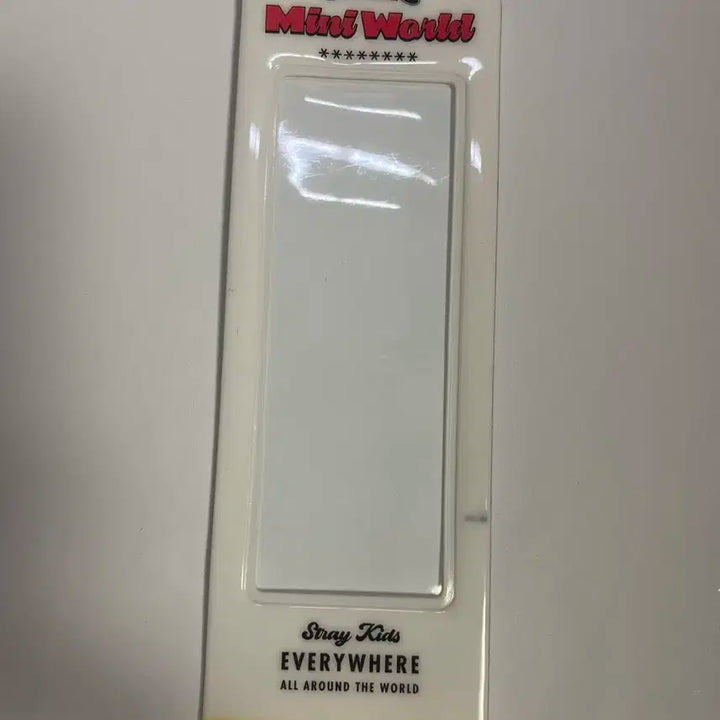 Mini World
********
Stray Kids
EVERYWHERE
ALL AROUND THE WORLD